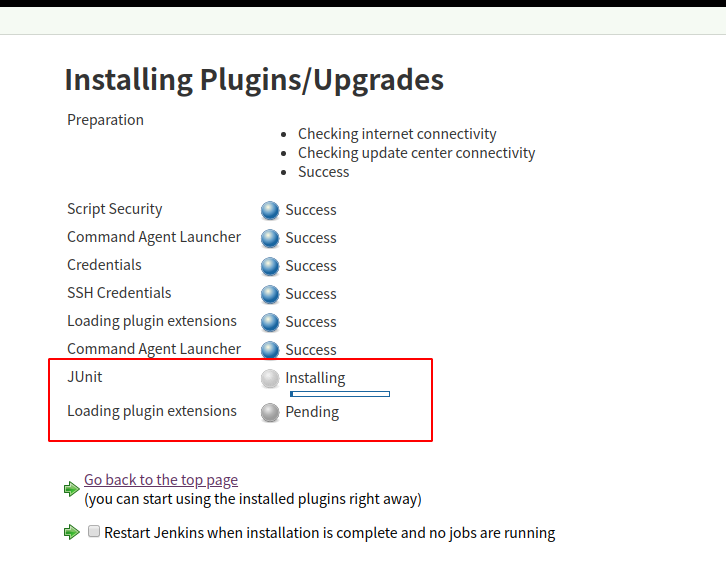 Installing Plugins/Upgrades
Preparation
Checking internet connectivity
Checking update center connectivity
Success
Script Security Success
Command Agent Launcher Success
Credentials Success
SSH Credentials Success
Loading plugin extensions Success
Command Agent Launcher Success
JUnit Installing
Loading plugin extensions Pending
Go back to the top page
(you can start using the installed plugins right away)
Restart Jenkins when installation is complete and no jobs are running